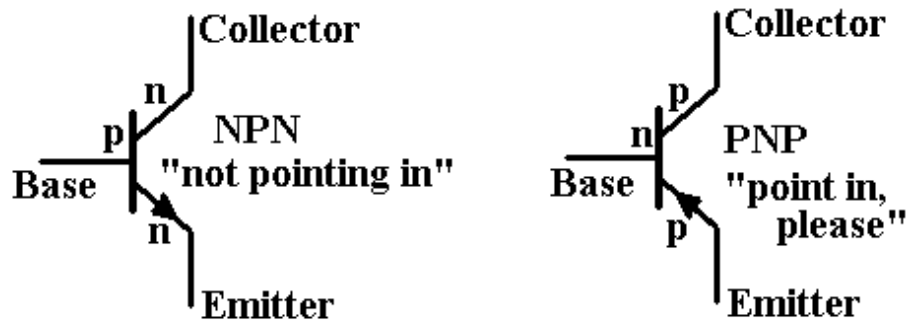 Collector
n
p
NPN
"not pointing in"
Base
n
Emitter
Collector
p
n
PNP
Base
"point in,
please"
p
Emitter